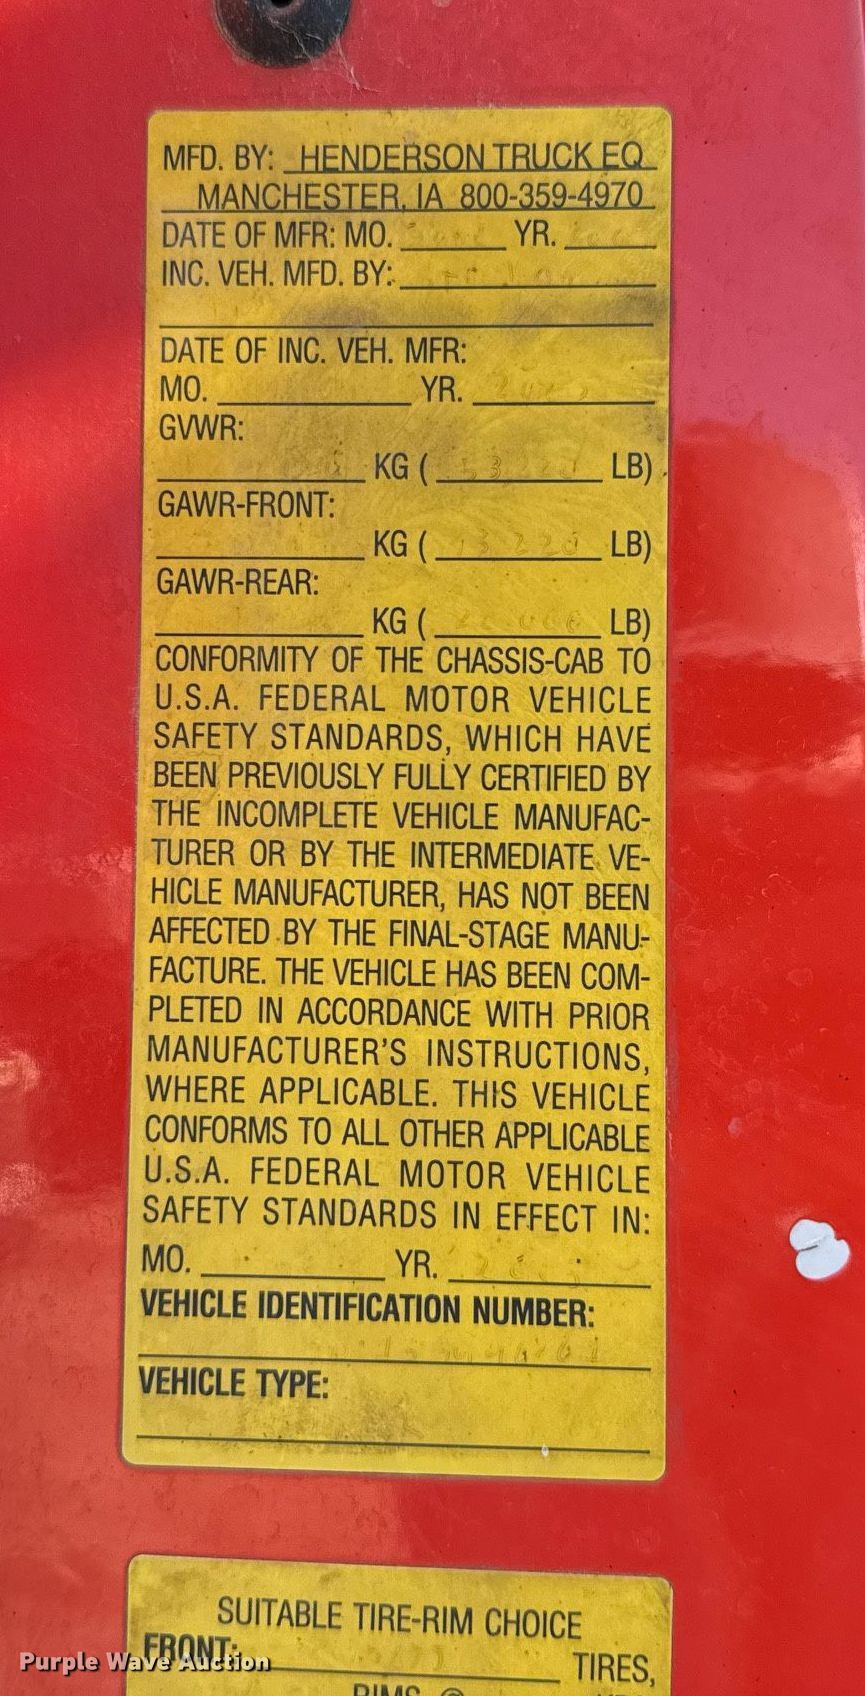 MFD. BY: HENDERSON TRUCK EQ
MANCHESTER, IA 800-359-4970
DATE OF MFR: MO. YR.
INC. VEH. MFD. BY:
DATE OF INC. VEH. MFR:
MO. YR.
GVWR:
KG ( LB)
GAWR-FRONT:
KG ( 13 220 LB)
GAWR-REAR:
KG ( LB)
CONFORMITY OF THE CHASSIS-CAB TO
U.S.A. FEDERAL MOTOR VEHICLE
SAFETY STANDARDS, WHICH HAVE
BEEN PREVIOUSLY FULLY CERTIFIED BY
THE INCOMPLETE VEHICLE MANUFAC-
TURER OR BY THE INTERMEDIATE VE-
HICLE MANUFACTURER, HAS NOT BEEN
AFFECTED BY THE FINAL-STAGE MANU-
FACTURE. THE VEHICLE HAS BEEN COM-
PLETED IN ACCORDANCE WITH PRIOR
MANUFACTURER'S INSTRUCTIONS,
WHERE APPLICABLE. THIS VEHICLE
CONFORMS TO ALL OTHER APPLICABLE
U.S.A. FEDERAL MOTOR VEHICLE
SAFETY STANDARDS IN EFFECT IN:
MO. YR.
VEHICLE IDENTIFICATION NUMBER:
VEHICLE TYPE:
SUITABLE TIRE-RIM CHOICE
FRONT:
TIRES,
RIMS @
Purple Wave Auction